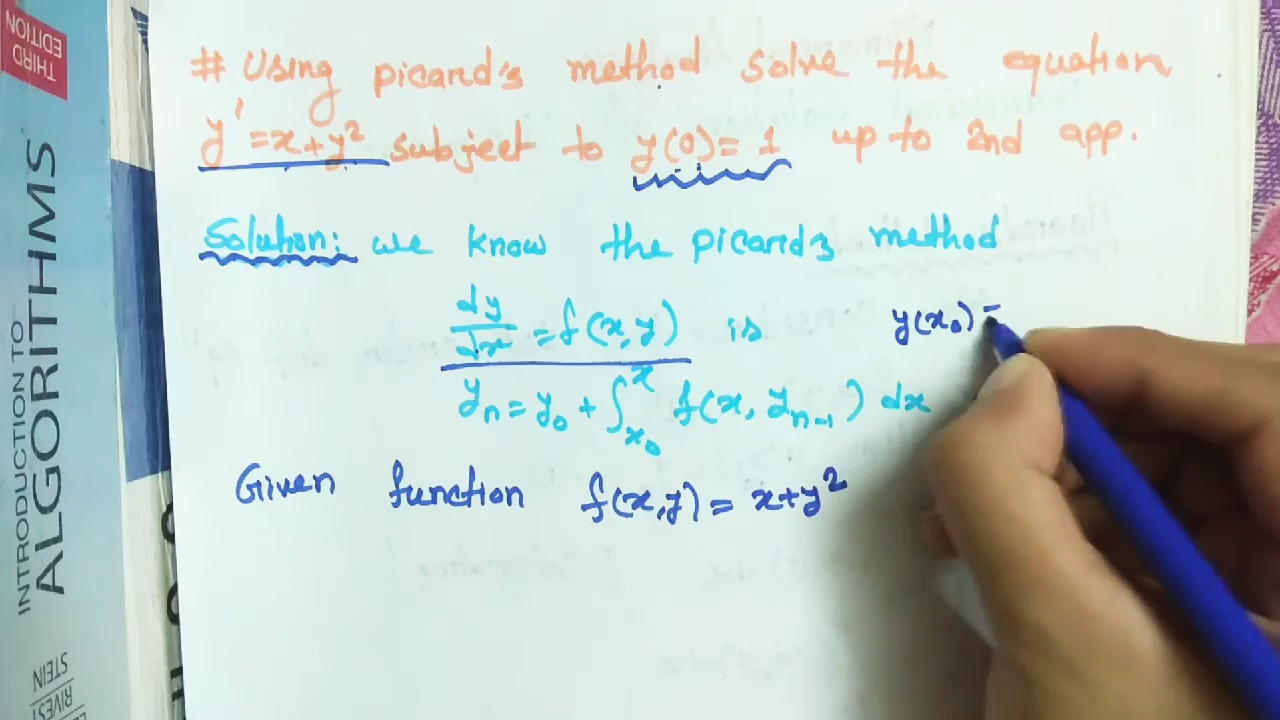 THIRD EDITION
INTRODUCTION TO
ALGORITHMS
STEIN
RIVEST
# Using picard's method solve the equation
y' = x+y² subject to y(0) = 1 up to 2nd app.
Solution: we know the picards method
dy/dx = f(x,y) is
y(x₀) =
yₙ = y₀ + ∫ₓ₀ˣ f(x, yₙ₋₁) dx
Given function f(x,y) = x+y²